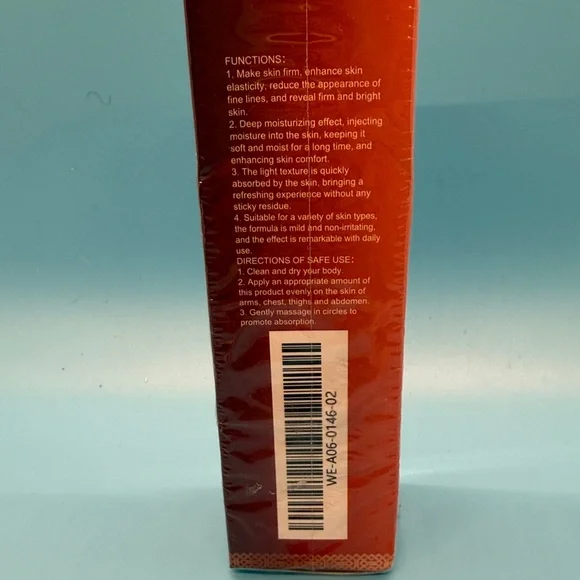 FUNCTIONS:
1. Make skin firm, enhance skin
elasticity, reduce the appearance of
fine lines, and reveal firm and bright
skin.
2. Deep moisturizing effect, injecting
moisture into the skin, keeping it
soft and moist for a long time, and
enhancing skin comfort.
3. The light texture is quickly
absorbed by the skin, bringing a
refreshing experience without any
sticky residue.
4. Suitable for a variety of skin types,
the formula is mild and non-irritating,
and the effect is remarkable with daily
use.
DIRECTIONS OF SAFE USE:
1. Clean and dry your body.
2. Apply an appropriate amount of
this product evenly on the skin of
arms, chest, thighs and abdomen.
3. Gently massage in circles to
promote absorption.
WE-A06-0146-02